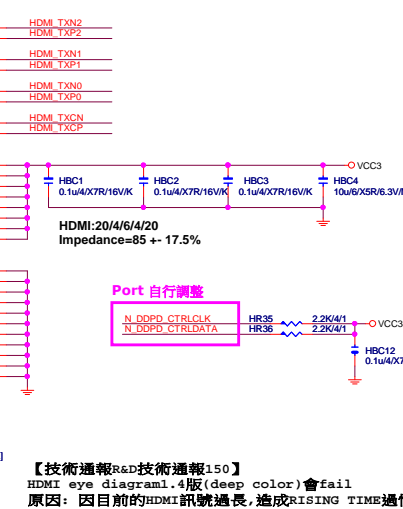 HDMI_TXN2
HDMI_TXP2
HDMI_TXN1
HDMI_TXP1
HDMI_TXN0
HDMI_TXP0
HDMI_TXCN
HDMI_TXCP
VCC3
HBC1 HBC2 HBC3 HBC4
0.1u/4/X7R/16V/K 0.1u/4/X7R/16V/K 0.1u/4/X7R/16V/K 10u/6/X5R/6.3V/
HDMI:20/4/6/4/20
Impedance=85 +- 17.5%
Port 自行調整
N_DDPD_CTRLCLK HR35 2.2K/4/1
N_DDPD_CTRLDATA HR36 2.2K/4/1
VCC3
HBC12
0.1u/4/X7
【技術通報R&D技術通報150】
HDMI eye diagram1.4版(deep color)會fail
原因: 因目前的HDMI訊號過長,造成RISING TIME過